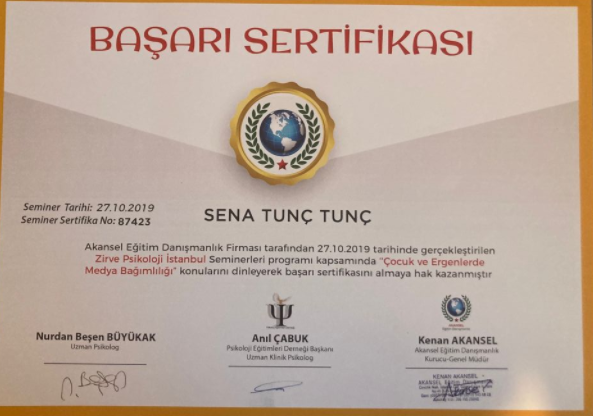 BAŞARI SERTİFİKASI
Seminer Tarihi: 27.10.2019
Seminer Sertifika No: 87423
SENA TUNÇ TUNÇ
Akansel Eğitim Danışmanlık Firması tarafından 27.10.2019 tarihinde gerçekleştirilen
Zirve Psikoloji İstanbul Seminerleri programı kapsamında "Çocuk ve Ergenlerde
Medya Bağımlılığı" konularını dinleyerek başarı sertifikasını almaya hak kazanmıştır
Nurdan Beşen BÜYÜKAK
Uzman Psikolog
Anıl ÇABUK
Psikoloji Eğitimleri Derneği Başkanı
Uzman Klinik Psikolog
Kenan AKANSEL
Akansel Eğitim Danışmanlık
Kurucu-Genel Müdür
KENAN AKANSEL
AKANSEL Eğitim